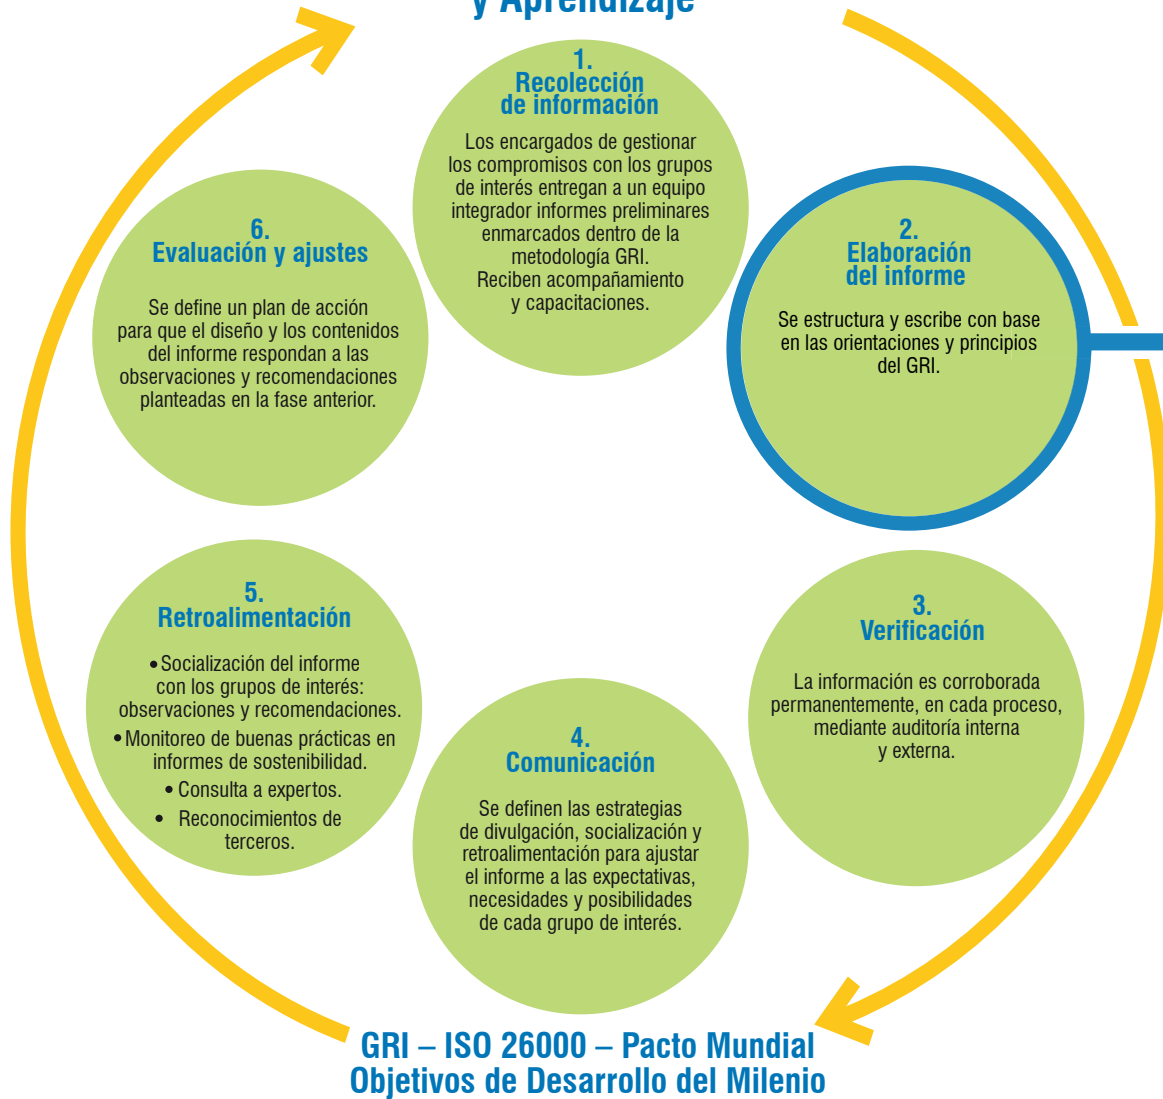 y Aprendizaje
1.
Recolección
de información
Los encargados de gestionar
los compromisos con los grupos
de interés entregan a un equipo
integrador informes preliminares
enmarcados dentro de la
metodología GRI.
Reciben acompañamiento
y capacitaciones.
2.
Elaboración
del informe
Se estructura y escribe con base
en las orientaciones y principios
del GRI.
3.
Verificación
La información es corroborada
permanentemente, en cada proceso,
mediante auditoría interna
y externa.
4.
Comunicación
Se definen las estrategias
de divulgación, socialización y
retroalimentación para ajustar
el informe a las expectativas,
necesidades y posibilidades
de cada grupo de interés.
5.
Retroalimentación
• Socialización del informe
con los grupos de interés:
observaciones y recomendaciones.
• Monitoreo de buenas prácticas en
informes de sostenibilidad.
• Consulta a expertos.
• Reconocimientos de
terceros.
6.
Evaluación y ajustes
Se define un plan de acción
para que el diseño y los contenidos
del informe respondan a las
observaciones y recomendaciones
planteadas en la fase anterior.
GRI – ISO 26000 – Pacto Mundial
Objetivos de Desarrollo del Milenio